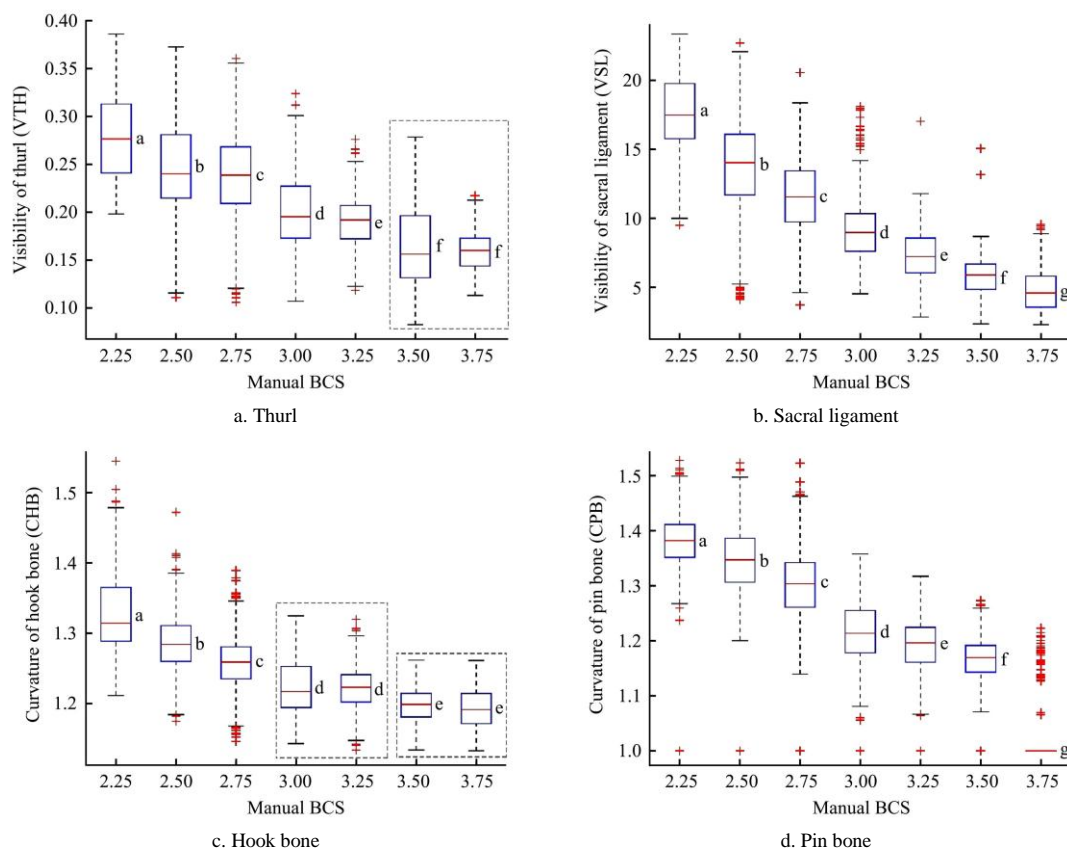 0.40
0.35
0.30
0.25
0.20
0.15
0.10
Visibility of thurl (VTH)
a
b
c
d
e
f
f
2.25 2.50 2.75 3.00 3.25 3.50 3.75
Manual BCS
a. Thurl
20
15
10
5
Visibility of sacral ligament (VSL)
a
b
c
d
e
f
g
2.25 2.50 2.75 3.00 3.25 3.50 3.75
Manual BCS
b. Sacral ligament
1.5
1.4
1.3
1.2
Curvature of hook bone (CHB)
a
b
c
d
d
e
e
2.25 2.50 2.75 3.00 3.25 3.50 3.75
Manual BCS
c. Hook bone
1.5
1.4
1.3
1.2
1.1
1.0
Curvature of pin bone (CPB)
a
b
c
d
e
f
g
2.25 2.50 2.75 3.00 3.25 3.50 3.75
Manual BCS
d. Pin bone